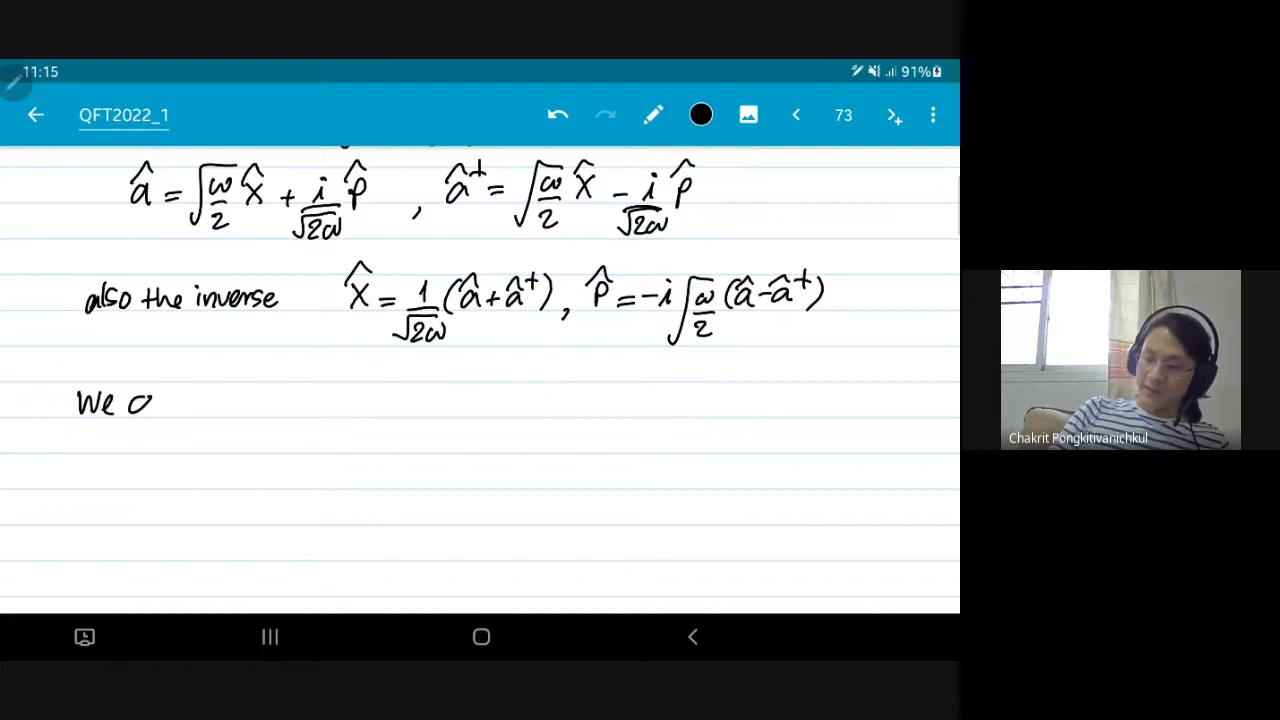 11:15 91%
QFT2022_1 73
â = √(ω/2) x̂ + i/√(2ω) p̂ , â† = √(ω/2) x̂ − i/√(2ω) p̂
also the inverse x̂ = 1/√(2ω) (â + â†) , p̂ = −i √(ω/2) (â − â†)
We
Chakrit Pongkitivanichkul